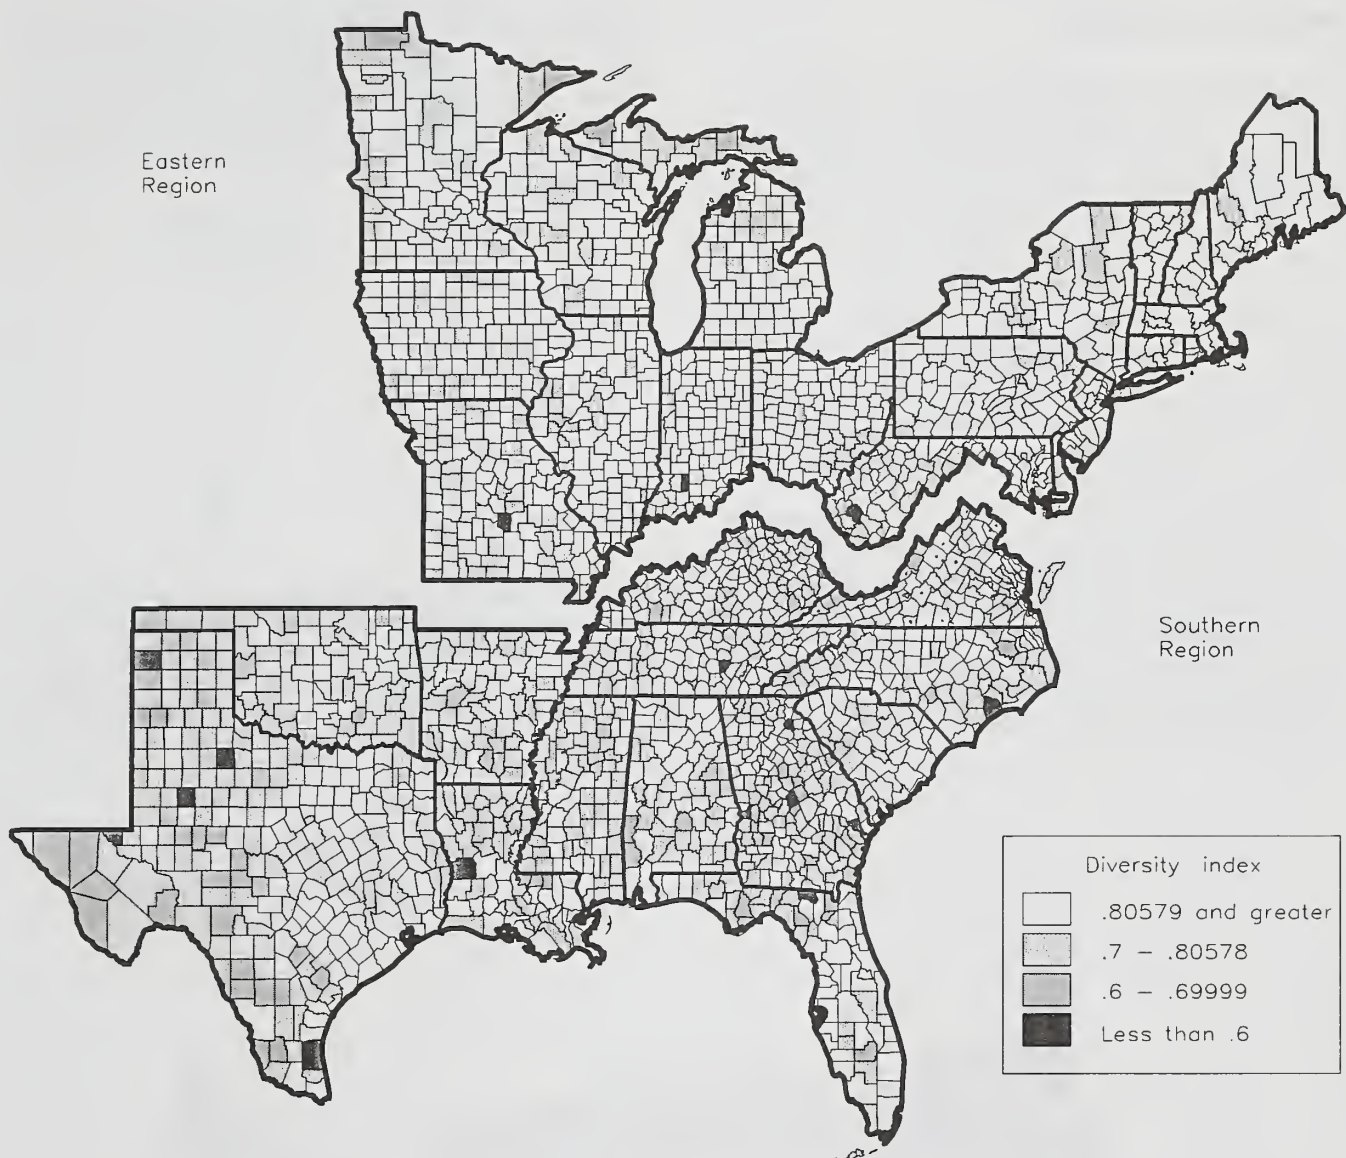 Eastern
Region
Southern
Region
Diversity index
.80579 and greater
.7 – .80578
.6 – .69999
Less than .6